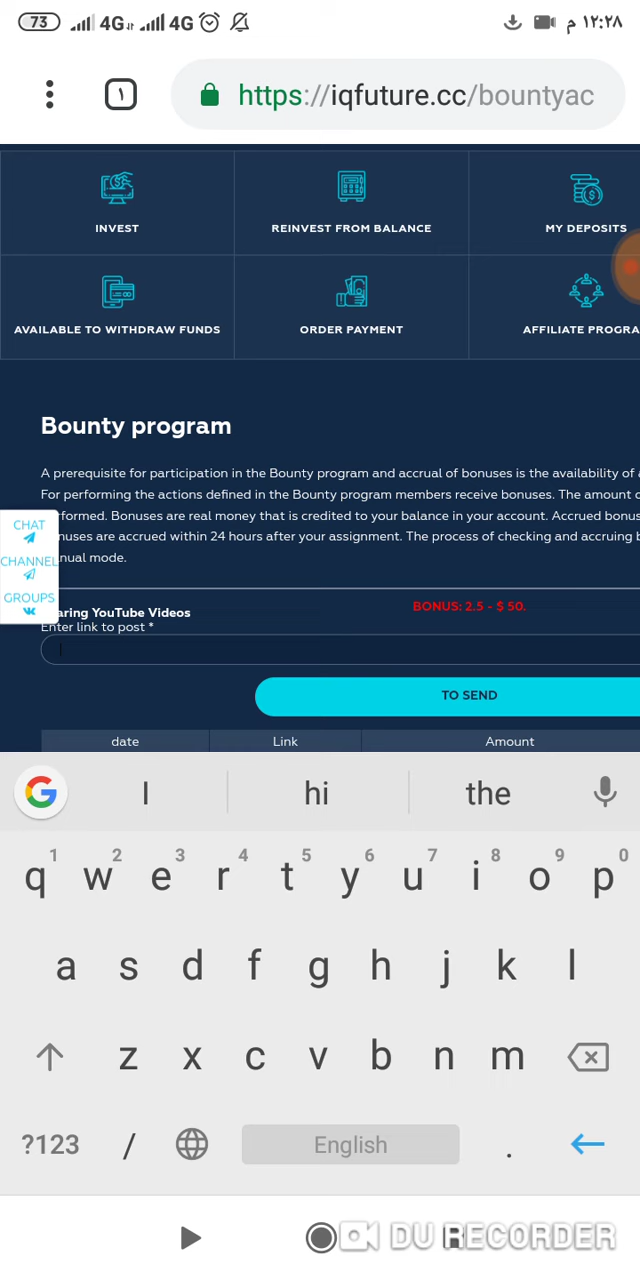 73 4G 4G ١٢:٢٨ م
١ https://iqfuture.cc/bountyac
INVEST REINVEST FROM BALANCE MY DEPOSITS
AVAILABLE TO WITHDRAW FUNDS ORDER PAYMENT AFFILIATE PROGRA
Bounty program
A prerequisite for participation in the Bounty program and accrual of bonuses is the availability of
For performing the actions defined in the Bounty program members receive bonuses. The amount
CHAT
formed. Bonuses are real money that is credited to your balance in your account. Accrued bonus
nuses are accrued within 24 hours after your assignment. The process of checking and accruing
CHANNEL
nual mode.
GROUPS
aring YouTube Videos BONUS: 2.5 - $ 50.
Enter link to post *
TO SEND
date Link Amount
I hi the
1 2 3 4 5 6 7 8 9 0
q w e r t y u i o p
a s d f g h j k l
z x c v b n m
?123 / English .
DU RECORDER